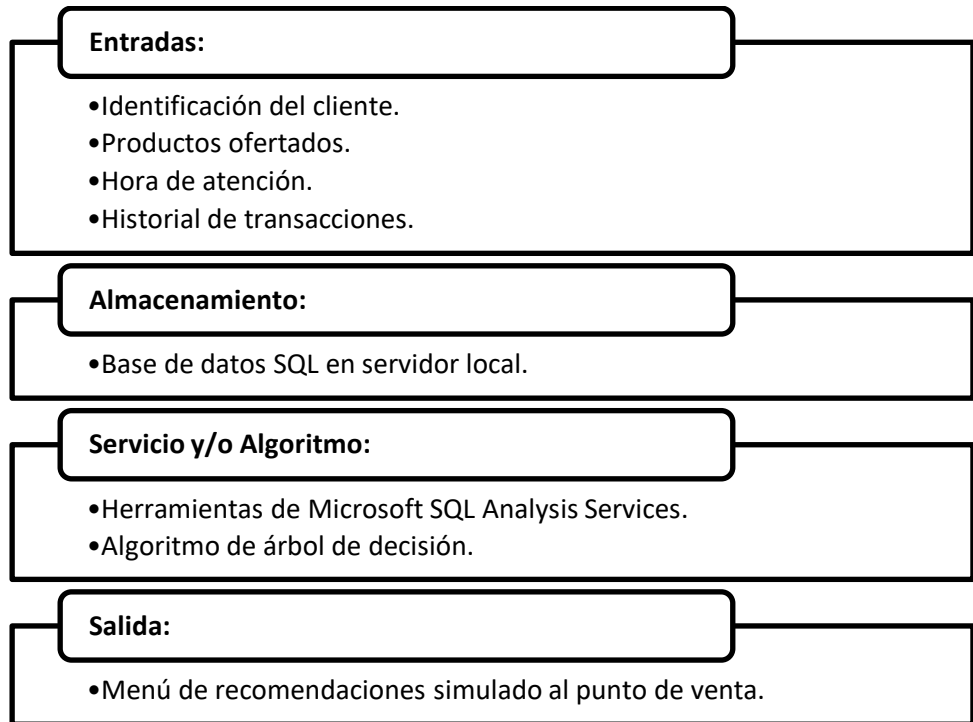 Entradas:
•Identificación del cliente.
•Productos ofertados.
•Hora de atención.
•Historial de transacciones.
Almacenamiento:
•Base de datos SQL en servidor local.
Servicio y/o Algoritmo:
•Herramientas de Microsoft SQL Analysis Services.
•Algoritmo de árbol de decisión.
Salida:
•Menú de recomendaciones simulado al punto de venta.